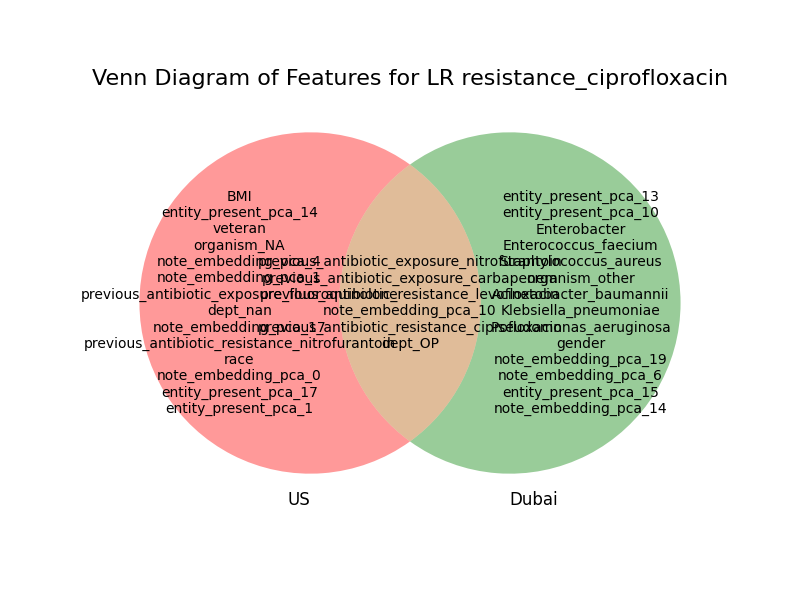 Venn Diagram of Features for LR resistance_ciprofloxacin
BMI
entity_present_pca_14
veteran
organism_NA
note_embedding_pca_4
note_embedding_pca_1
previous_antibiotic_exposure_fluoroquinolone
dept_nan
note_embedding_pca_17
previous_antibiotic_resistance_nitrofurantoin
race
note_embedding_pca_0
entity_present_pca_17
entity_present_pca_1
previous_antibiotic_exposure_nitrofurantoin
previous_antibiotic_exposure_carbapenem
previous_antibiotic_resistance_levofloxacin
note_embedding_pca_10
previous_antibiotic_resistance_ciprofloxacin
dept_OP
entity_present_pca_13
entity_present_pca_10
Enterobacter
Enterococcus_faecium
Staphylococcus_aureus
organism_other
Acinetobacter_baumannii
Klebsiella_pneumoniae
Pseudomonas_aeruginosa
gender
note_embedding_pca_19
note_embedding_pca_6
entity_present_pca_15
note_embedding_pca_14
US
Dubai